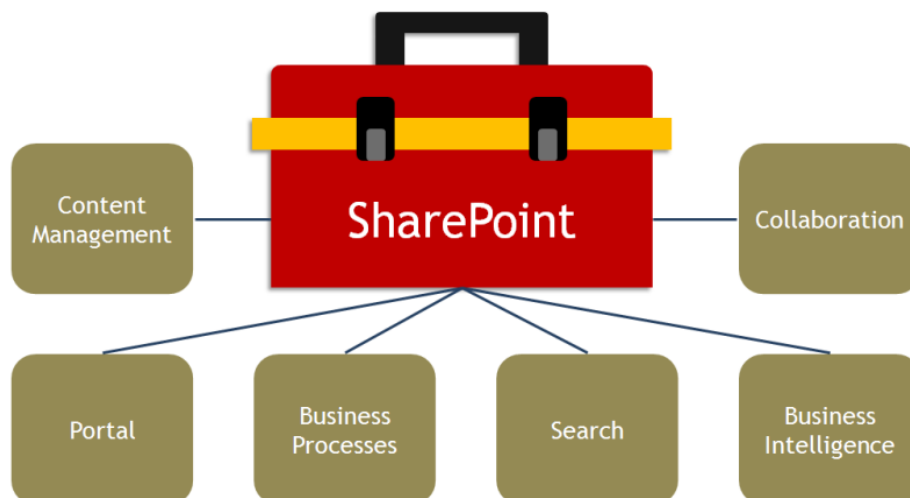 SharePoint
Content
Management
Collaboration
Portal
Business
Processes
Search
Business
Intelligence